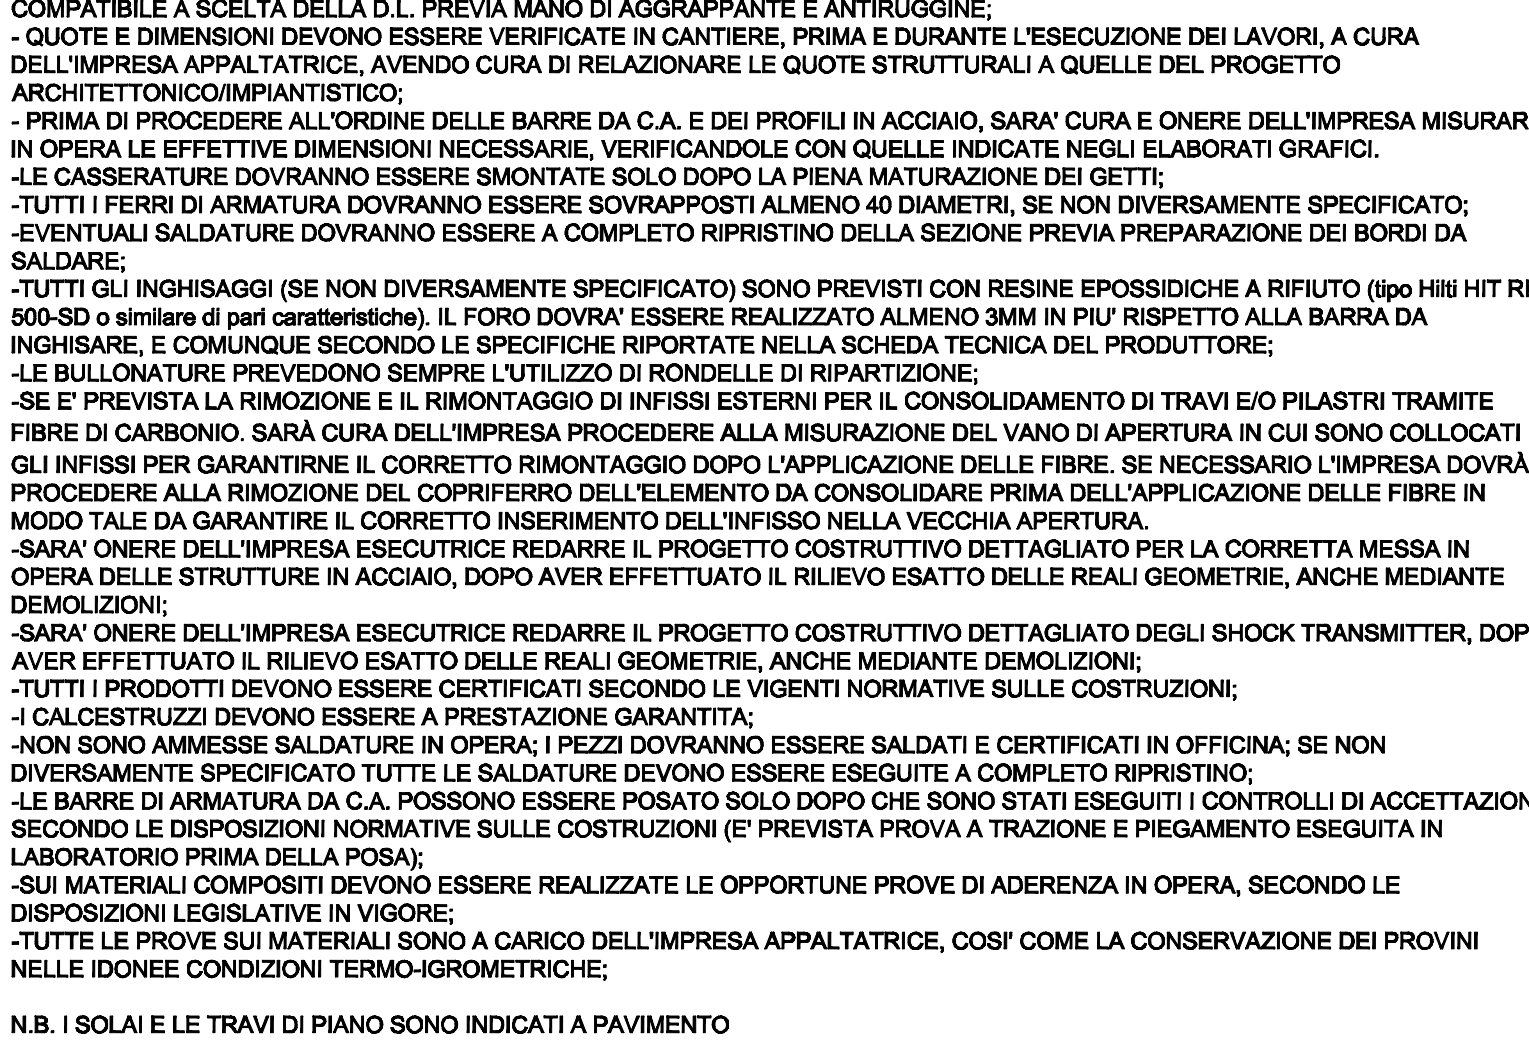 COMPATIBILE A SCELTA DELLA D.L. PREVIA MANO DI AGGRAPPANTE E ANTIRUGGINE;
- QUOTE E DIMENSIONI DEVONO ESSERE VERIFICATE IN CANTIERE, PRIMA E DURANTE L'ESECUZIONE DEI LAVORI, A CURA
DELL'IMPRESA APPALTATRICE, AVENDO CURA DI RELAZIONARE LE QUOTE STRUTTURALI A QUELLE DEL PROGETTO
ARCHITETTONICO/IMPIANTISTICO;
- PRIMA DI PROCEDERE ALL'ORDINE DELLE BARRE DA C.A. E DEI PROFILI IN ACCIAIO, SARA' CURA E ONERE DELL'IMPRESA MISURAR
IN OPERA LE EFFETTIVE DIMENSIONI NECESSARIE, VERIFICANDOLE CON QUELLE INDICATE NEGLI ELABORATI GRAFICI.
-LE CASSERATURE DOVRANNO ESSERE SMONTATE SOLO DOPO LA PIENA MATURAZIONE DEI GETTI;
-TUTTI I FERRI DI ARMATURA DOVRANNO ESSERE SOVRAPPOSTI ALMENO 40 DIAMETRI, SE NON DIVERSAMENTE SPECIFICATO;
-EVENTUALI SALDATURE DOVRANNO ESSERE A COMPLETO RIPRISTINO DELLA SEZIONE PREVIA PREPARAZIONE DEI BORDI DA
SALDARE;
-TUTTI GLI INGHISAGGI (SE NON DIVERSAMENTE SPECIFICATO) SONO PREVISTI CON RESINE EPOSSIDICHE A RIFIUTO (tipo Hilti HIT RE
500-SD o similare di pari caratteristiche). IL FORO DOVRA' ESSERE REALIZZATO ALMENO 3MM IN PIU' RISPETTO ALLA BARRA DA
INGHISARE, E COMUNQUE SECONDO LE SPECIFICHE RIPORTATE NELLA SCHEDA TECNICA DEL PRODUTTORE;
-LE BULLONATURE PREVEDONO SEMPRE L'UTILIZZO DI RONDELLE DI RIPARTIZIONE;
-SE E' PREVISTA LA RIMOZIONE E IL RIMONTAGGIO DI INFISSI ESTERNI PER IL CONSOLIDAMENTO DI TRAVI E/O PILASTRI TRAMITE
FIBRE DI CARBONIO. SARÀ CURA DELL'IMPRESA PROCEDERE ALLA MISURAZIONE DEL VANO DI APERTURA IN CUI SONO COLLOCATI
GLI INFISSI PER GARANTIRNE IL CORRETTO RIMONTAGGIO DOPO L'APPLICAZIONE DELLE FIBRE. SE NECESSARIO L'IMPRESA DOVRÀ
PROCEDERE ALLA RIMOZIONE DEL COPRIFERRO DELL'ELEMENTO DA CONSOLIDARE PRIMA DELL'APPLICAZIONE DELLE FIBRE IN
MODO TALE DA GARANTIRE IL CORRETTO INSERIMENTO DELL'INFISSO NELLA VECCHIA APERTURA.
-SARA' ONERE DELL'IMPRESA ESECUTRICE REDARRE IL PROGETTO COSTRUTTIVO DETTAGLIATO PER LA CORRETTA MESSA IN
OPERA DELLE STRUTTURE IN ACCIAIO, DOPO AVER EFFETTUATO IL RILIEVO ESATTO DELLE REALI GEOMETRIE, ANCHE MEDIANTE
DEMOLIZIONI;
-SARA' ONERE DELL'IMPRESA ESECUTRICE REDARRE IL PROGETTO COSTRUTTIVO DETTAGLIATO DEGLI SHOCK TRANSMITTER, DOP
AVER EFFETTUATO IL RILIEVO ESATTO DELLE REALI GEOMETRIE, ANCHE MEDIANTE DEMOLIZIONI;
-TUTTI I PRODOTTI DEVONO ESSERE CERTIFICATI SECONDO LE VIGENTI NORMATIVE SULLE COSTRUZIONI;
-I CALCESTRUZZI DEVONO ESSERE A PRESTAZIONE GARANTITA;
-NON SONO AMMESSE SALDATURE IN OPERA; I PEZZI DOVRANNO ESSERE SALDATI E CERTIFICATI IN OFFICINA; SE NON
DIVERSAMENTE SPECIFICATO TUTTE LE SALDATURE DEVONO ESSERE ESEGUITE A COMPLETO RIPRISTINO;
-LE BARRE DI ARMATURA DA C.A. POSSONO ESSERE POSATO SOLO DOPO CHE SONO STATI ESEGUITI I CONTROLLI DI ACCETTAZION
SECONDO LE DISPOSIZIONI NORMATIVE SULLE COSTRUZIONI (E' PREVISTA PROVA A TRAZIONE E PIEGAMENTO ESEGUITA IN
LABORATORIO PRIMA DELLA POSA);
-SUI MATERIALI COMPOSITI DEVONO ESSERE REALIZZATE LE OPPORTUNE PROVE DI ADERENZA IN OPERA, SECONDO LE
DISPOSIZIONI LEGISLATIVE IN VIGORE;
-TUTTE LE PROVE SUI MATERIALI SONO A CARICO DELL'IMPRESA APPALTATRICE, COSI' COME LA CONSERVAZIONE DEI PROVINI
NELLE IDONEE CONDIZIONI TERMO-IGROMETRICHE;
N.B. I SOLAI E LE TRAVI DI PIANO SONO INDICATI A PAVIMENTO